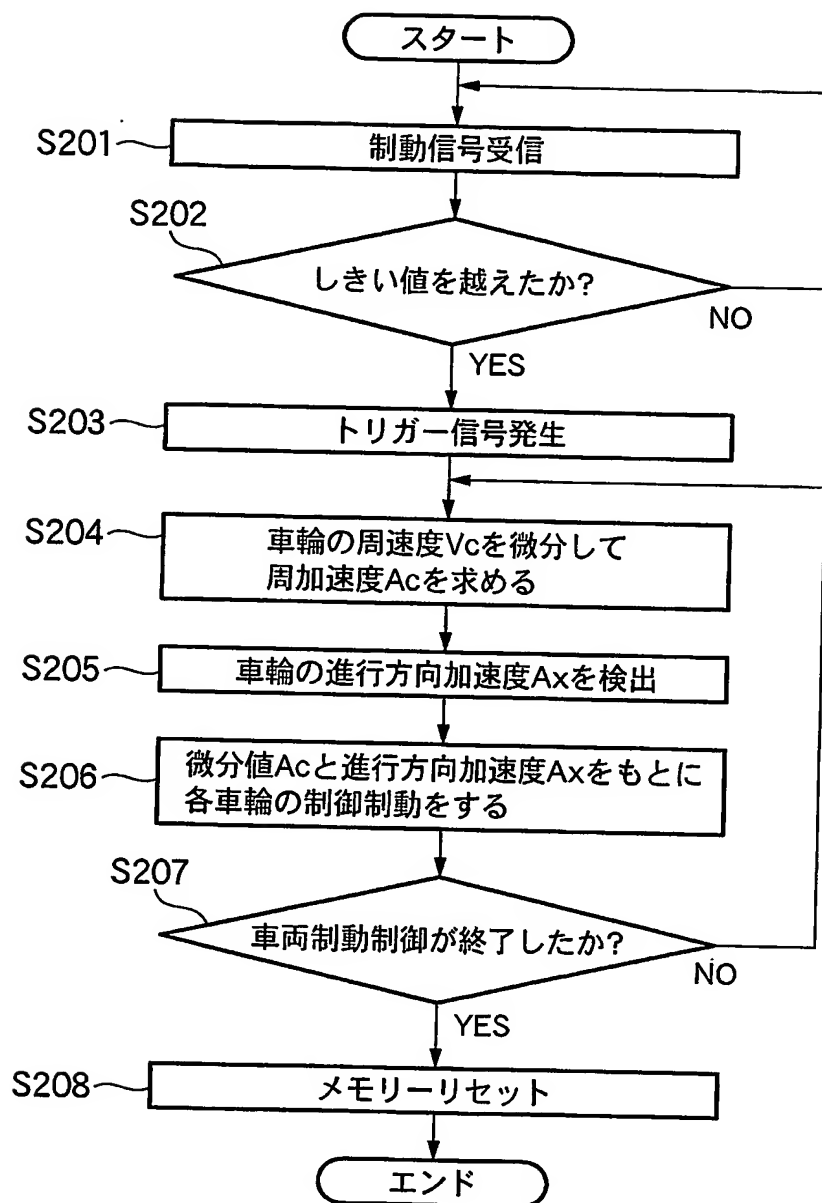 スタート
S201
制動信号受信
S202
しきい値を越えたか?
NO
YES
S203
トリガー信号発生
S204
車輪の周速度Vcを微分して
周加速度Acを求める
S205
車輪の進行方向加速度Axを検出
S206
微分値Acと進行方向加速度Axをもとに
各車輪の制御制動をする
S207
車両制動制御が終了したか?
NO
YES
S208
メモリーリセット
エンド